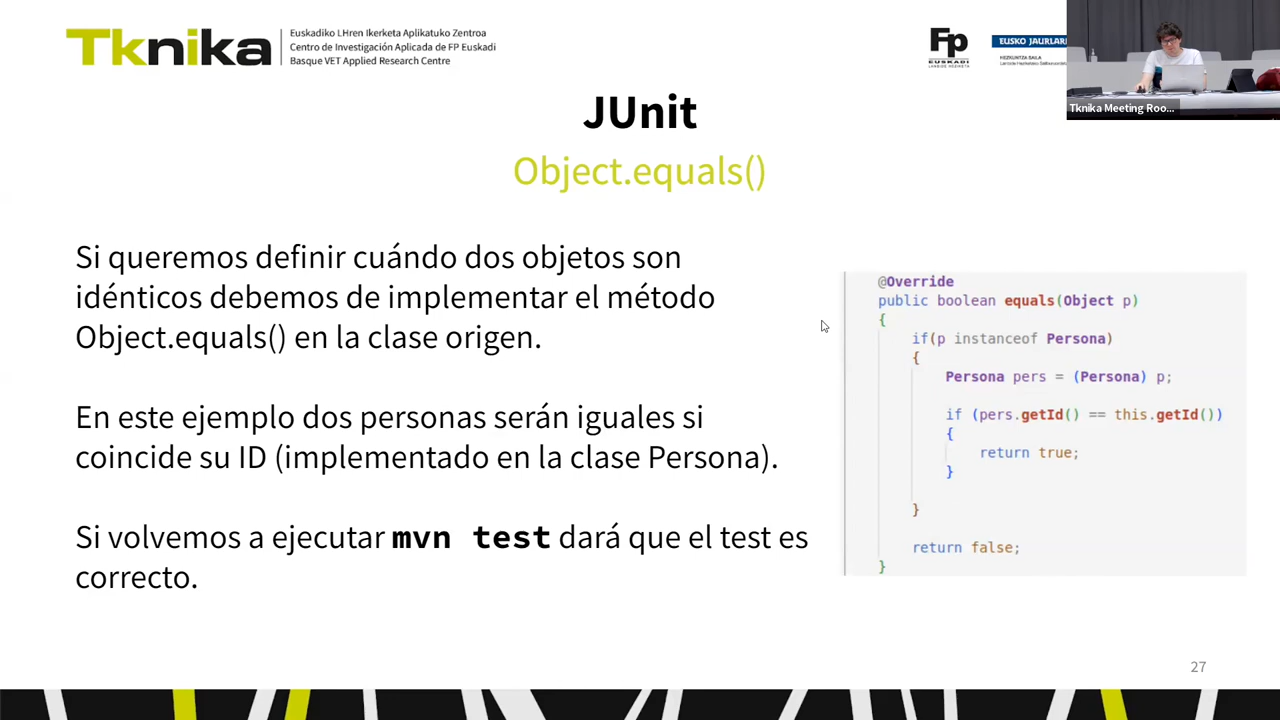 Tknika
Euskadiko LHren Ikerketa Aplikatuko Zentroa
Centro de Investigación Aplicada de FP Euskadi
Basque VET Applied Research Centre
Fp
EUSKADI
EUSKO JAURLARI
HEZKUNTZA SAILA
Tknika Meeting Roo...
JUnit
Object.equals()
Si queremos definir cuándo dos objetos son
idénticos debemos de implementar el método
Object.equals() en la clase origen.
En este ejemplo dos personas serán iguales si
coincide su ID (implementado en la clase Persona).
Si volvemos a ejecutar mvn test dará que el test es
correcto.
@Override
public boolean equals(Object p)
{
if(p instanceof Persona)
{
Persona pers = (Persona) p;
if (pers.getId() == this.getId())
{
return true;
}
}
return false;
}
27